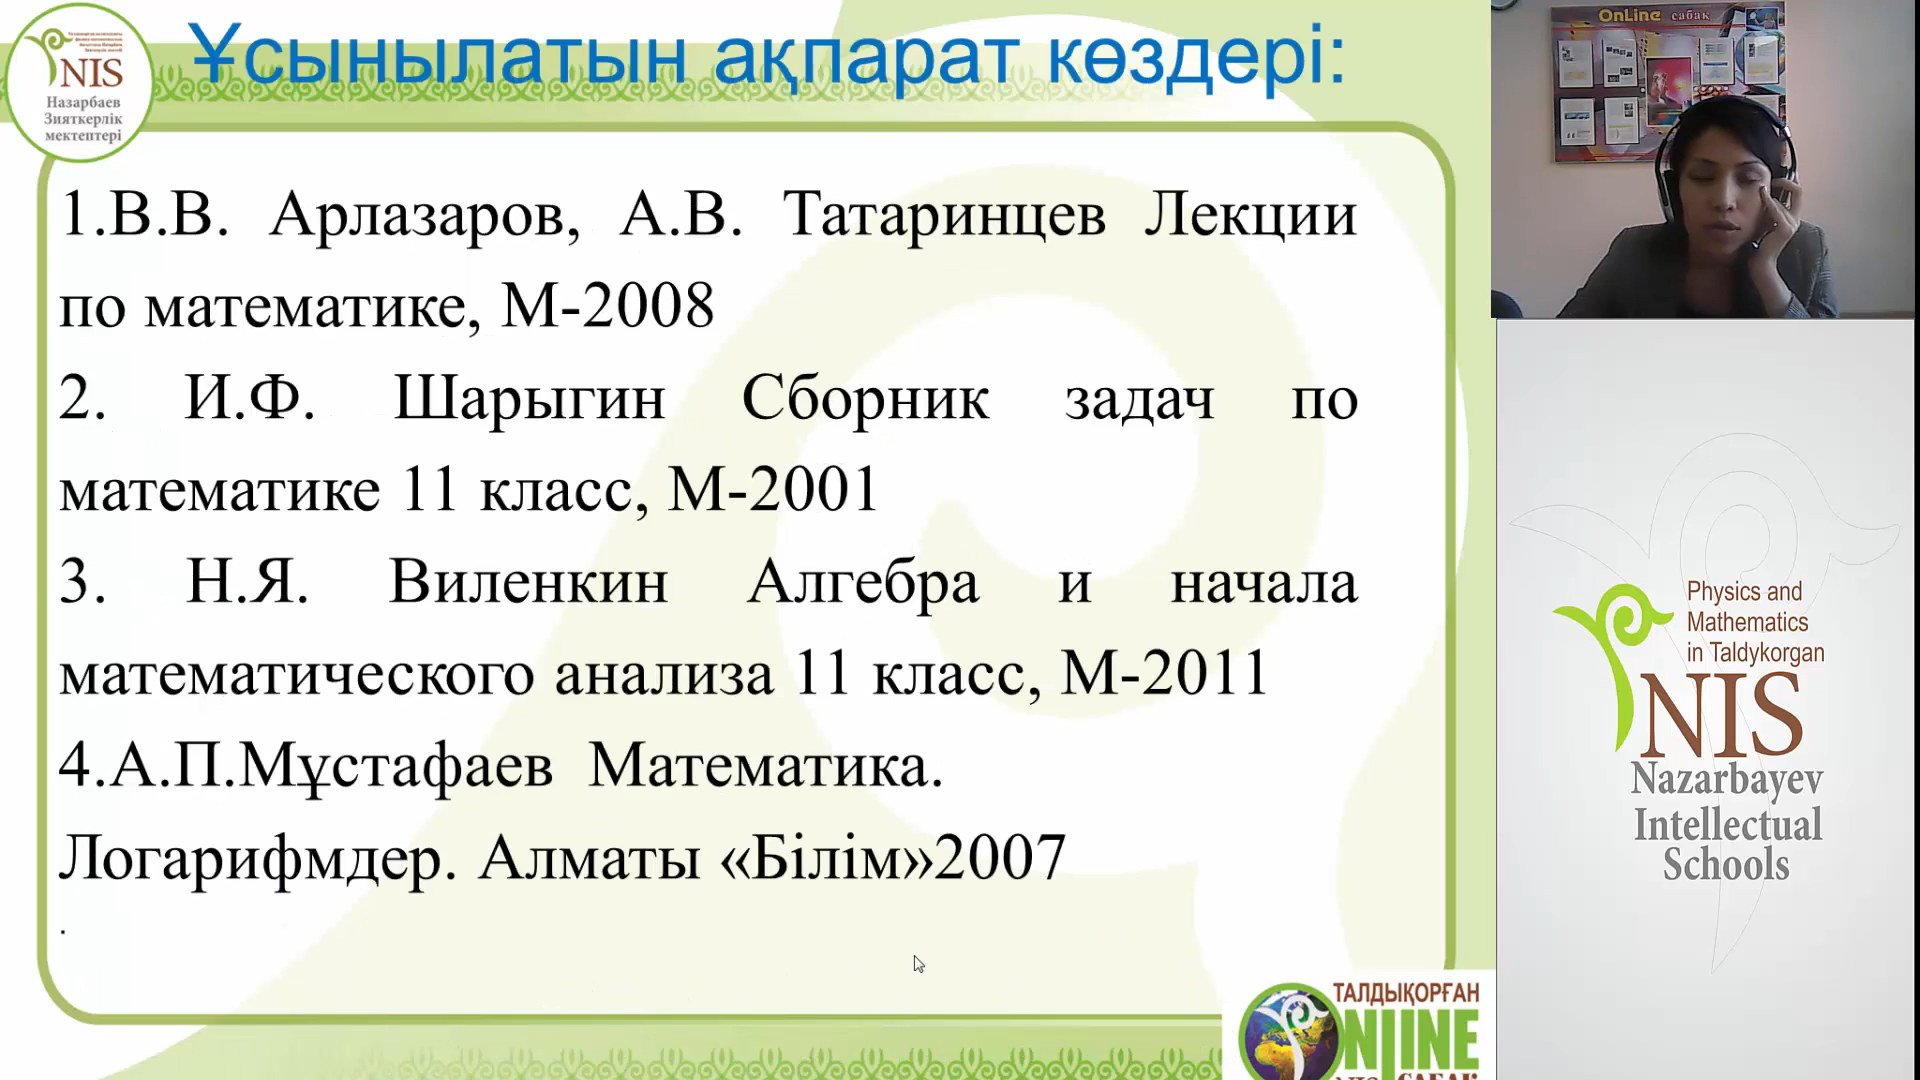 Ұсынылатын ақпарат көздері:
NIS
Назарбаев
Зияткерлік
мектептері
1.В.В. Арлазаров, А.В. Татаринцев Лекции
по математике, М-2008
2. И.Ф. Шарыгин Сборник задач по
математике 11 класс, М-2001
3. Н.Я. Виленкин Алгебра и начала
математического анализа 11 класс, М-2011
4.А.П.Мұстафаев Математика.
Логарифмдер. Алматы «Білім»2007
.
OnLine сабақ
Physics and
Mathematics
in Taldykorgan
NIS
Nazarbayev
Intellectual
Schools
ТАЛДЫҚОРҒАН
ONLINE